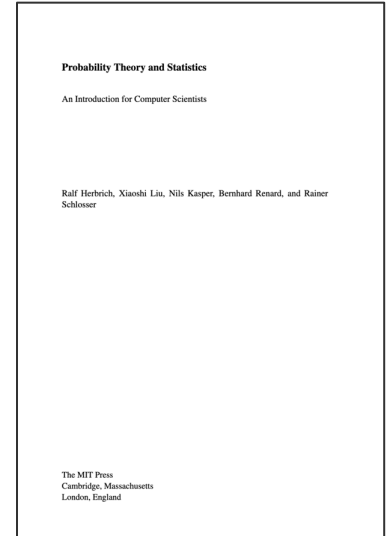 Probability Theory and Statistics
An Introduction for Computer Scientists
Ralf Herbrich, Xiaoshi Liu, Nils Kasper, Bernhard Renard, and Rainer
Schlosser
The MIT Press
Cambridge, Massachusetts
London, England